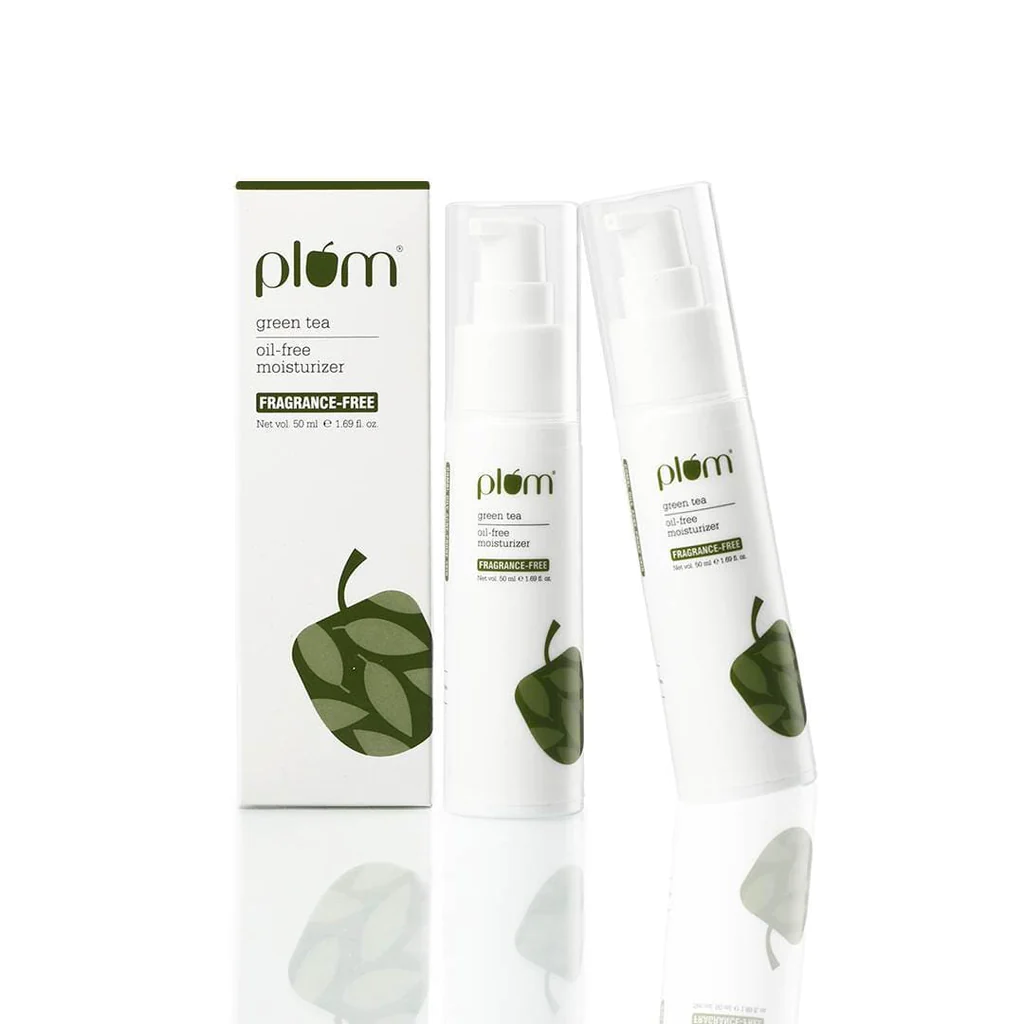 plum®
green tea
oil-free
moisturizer
FRAGRANCE-FREE
Net vol. 50 ml ℮ 1.69 fl. oz.
plum®
green tea
oil-free
moisturizer
FRAGRANCE-FREE
Net vol. 50 ml ℮ 1.69 fl. oz.
plum®
green tea
oil-free
moisturizer
FRAGRANCE-FREE
Net vol. 50 ml ℮ 1.69 fl. oz.